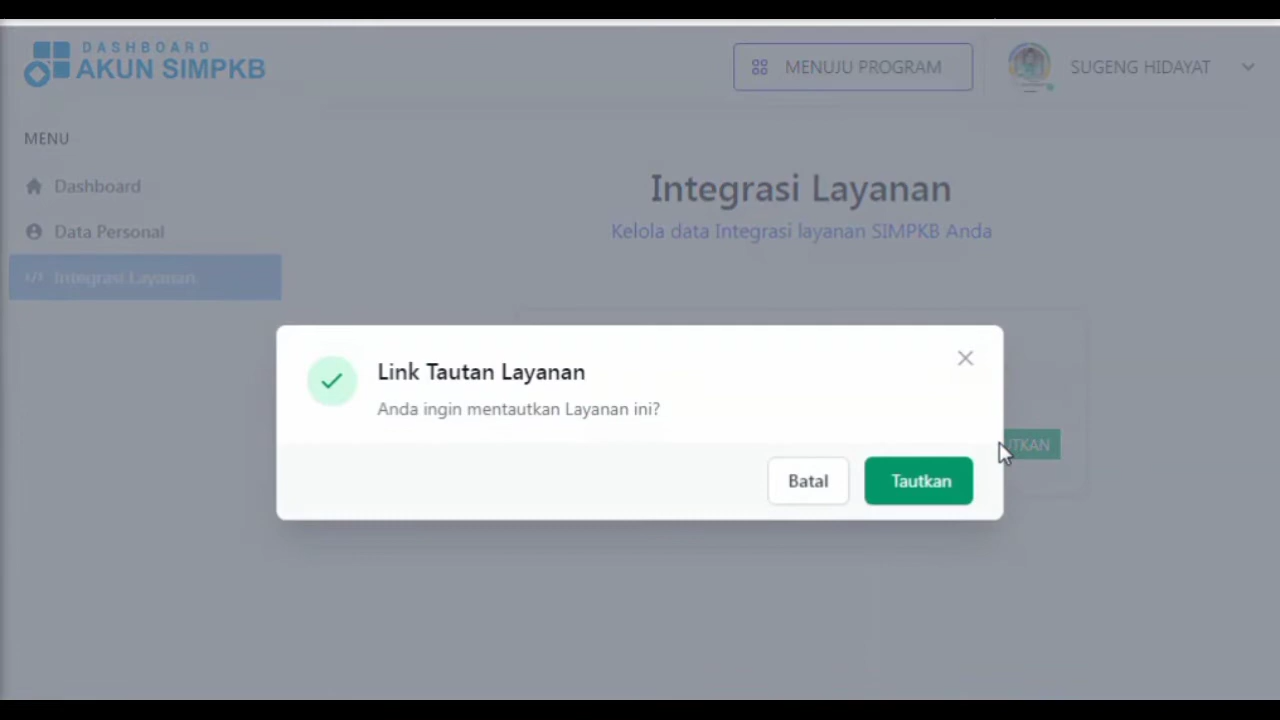 DASHBOARD
AKUN SIMPKB
MENUJU PROGRAM
SUGENG HIDAYAT
MENU
Dashboard
Data Personal
Integrasi Layanan
Integrasi Layanan
Kelola data Integrasi layanan SIMPKB Anda
Link Tautan Layanan
Anda ingin mentautkan Layanan ini?
Batal
Tautkan